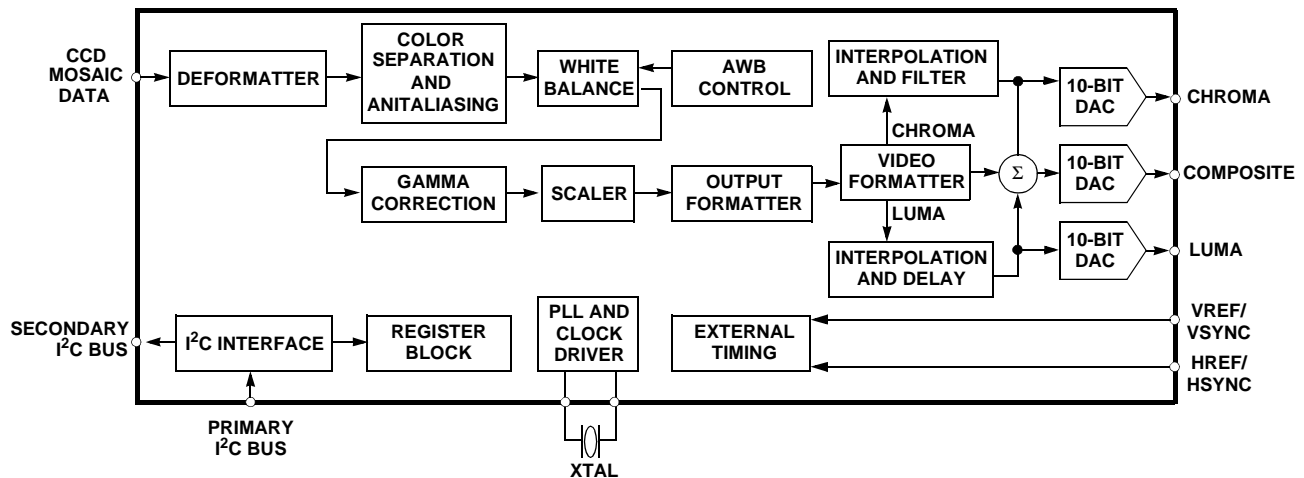 CCD
MOSAIC
DATA
DEFORMATTER
COLOR
SEPARATION
AND
ANITALIASING
WHITE
BALANCE
AWB
CONTROL
INTERPOLATION
AND FILTER
10-BIT
DAC
CHROMA
CHROMA
GAMMA
CORRECTION
SCALER
OUTPUT
FORMATTER
VIDEO
FORMATTER
Σ
10-BIT
DAC
COMPOSITE
LUMA
INTERPOLATION
AND DELAY
10-BIT
DAC
LUMA
SECONDARY
I2C BUS
I2C INTERFACE
REGISTER
BLOCK
PLL AND
CLOCK
DRIVER
EXTERNAL
TIMING
VREF/
VSYNC
HREF/
HSYNC
PRIMARY
I2C BUS
XTAL